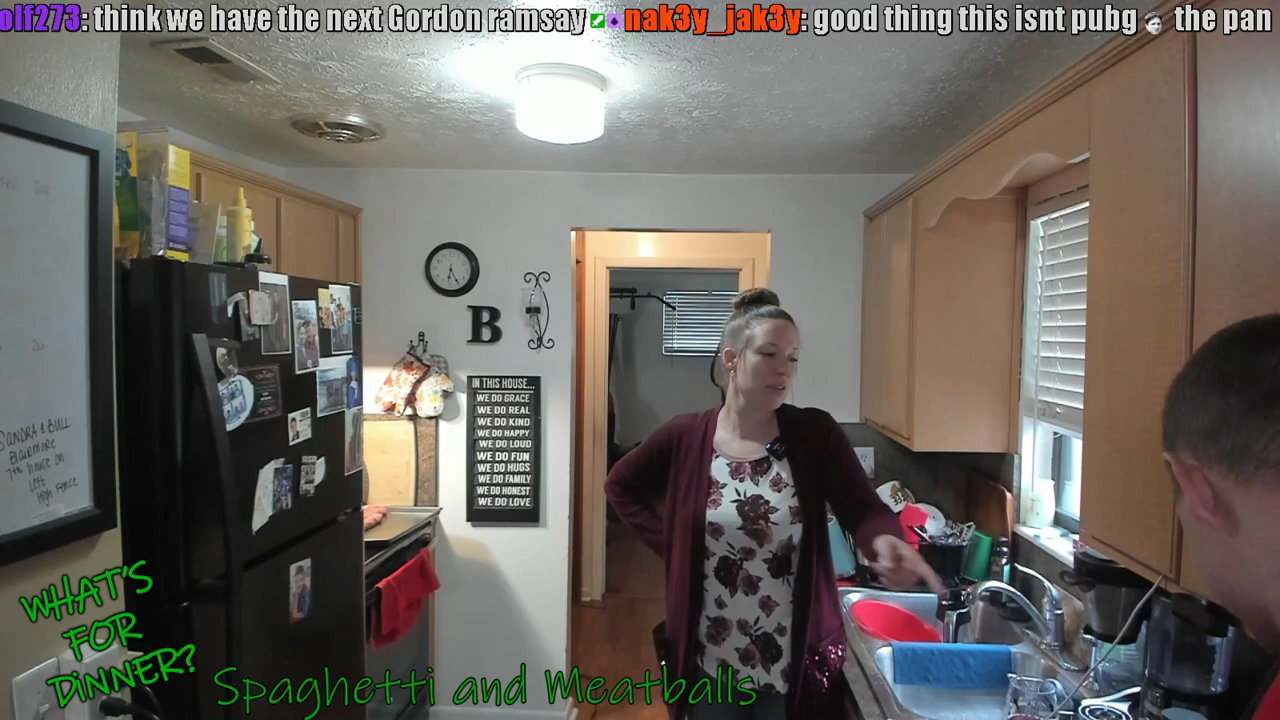 olf273: think we have the next Gordon ramsay nak3y_jak3y: good thing this isnt pubg the pan
B
IN THIS HOUSE...
WE DO GRACE
WE DO REAL
WE DO KIND
WE DO HAPPY
WE DO LOUD
WE DO FUN
WE DO HUGS
WE DO FAMILY
WE DO HONEST
WE DO LOVE
SANDRA & BULL
Blairmore
7th house on
Left
High Fence
WHAT'S
FOR
DiNNER?
Spaghetti and Meatballs